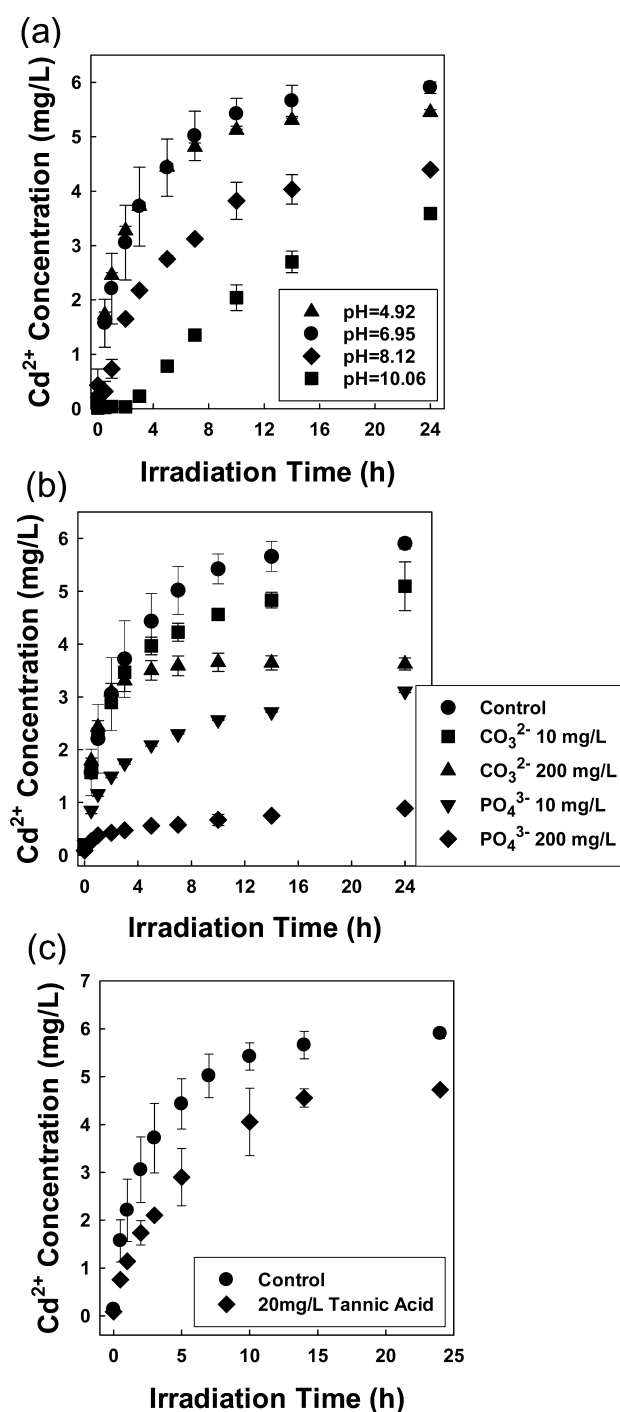 (a)
Cd²⁺ Concentration (mg/L)
6
5
4
3
2
1
0
pH=4.92
pH=6.95
pH=8.12
pH=10.06
0 4 8 12 16 20 24
Irradiation Time (h)
(b)
Cd²⁺ Concentration (mg/L)
6
5
4
3
2
1
0
Control
CO₃²⁻ 10 mg/L
CO₃²⁻ 200 mg/L
PO₄³⁻ 10 mg/L
PO₄³⁻ 200 mg/L
0 4 8 12 16 20 24
Irradiation Time (h)
(c)
Cd²⁺ Concentration (mg/L)
7
6
5
4
3
2
1
0
Control
20mg/L Tannic Acid
0 5 10 15 20 25
Irradiation Time (h)